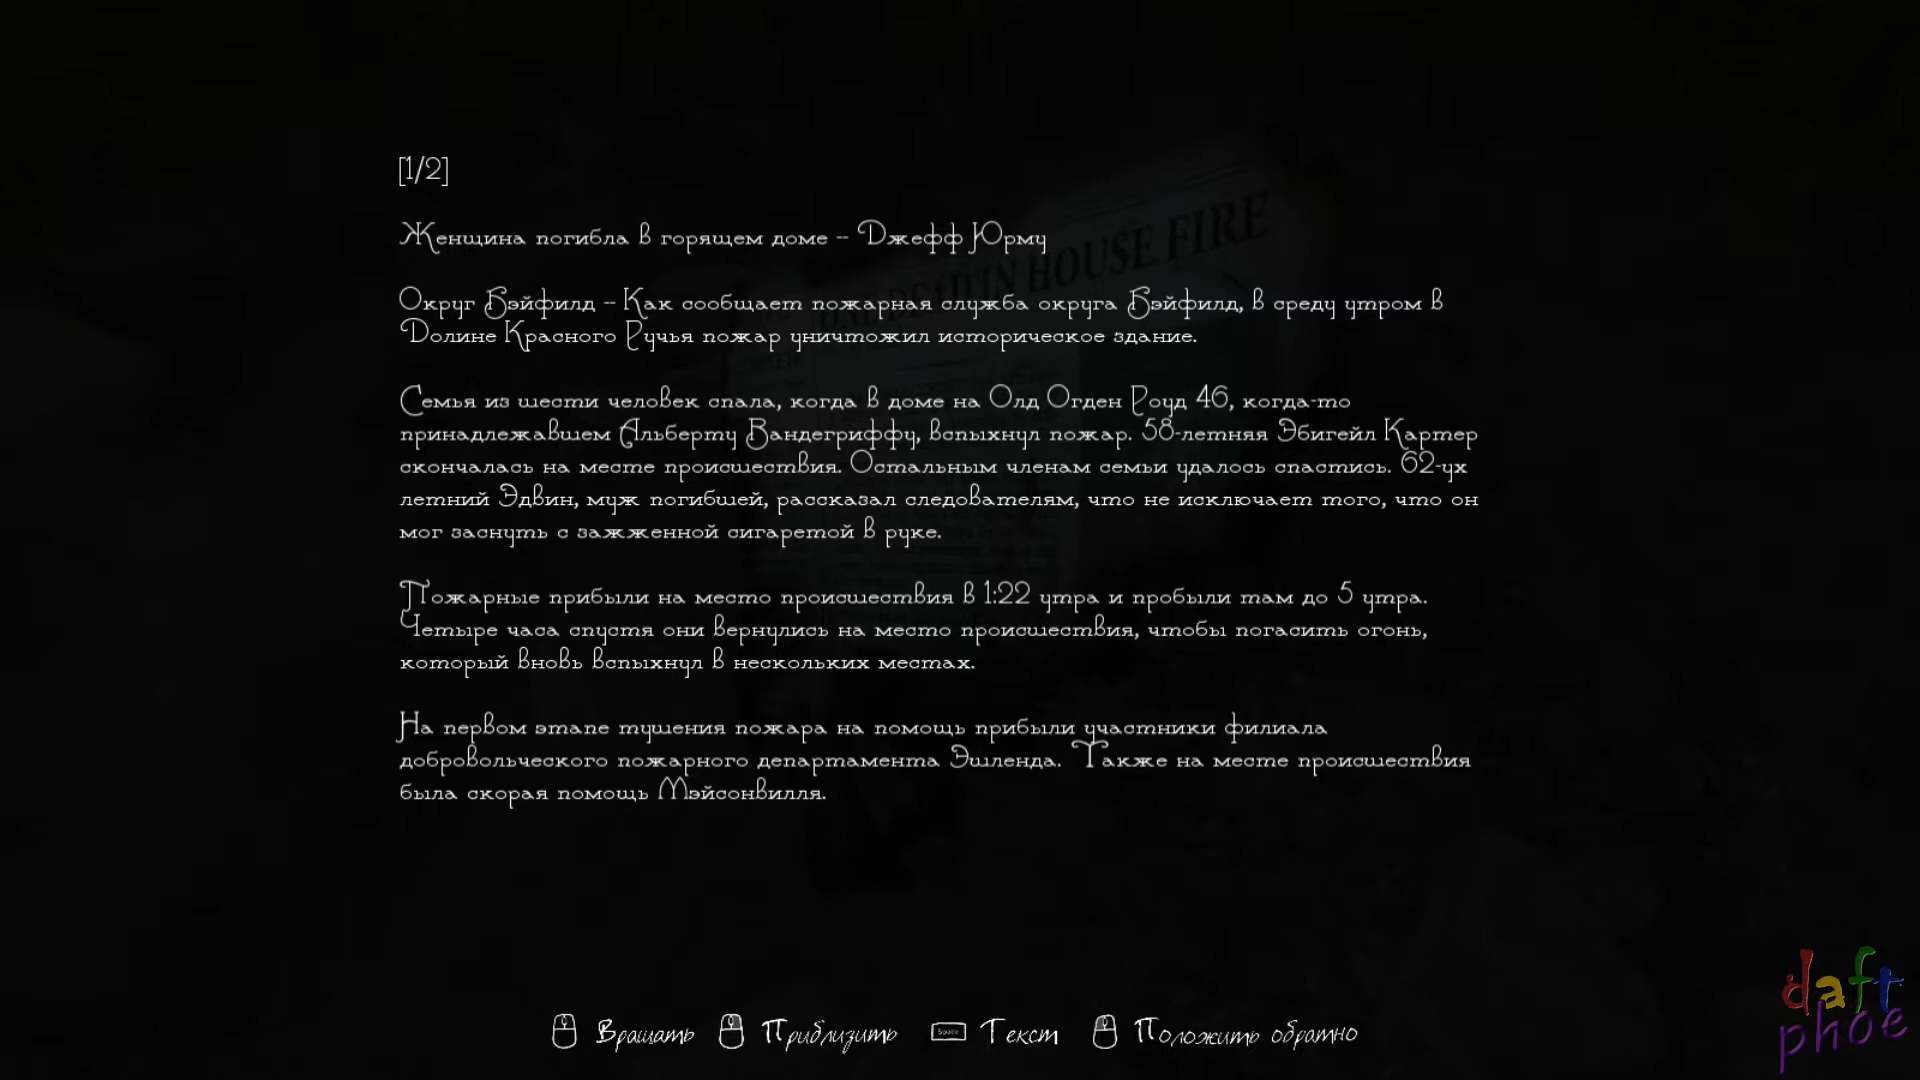 [1/2]
Женщина погибла в горящем доме -- Джефф Юрму
Округ Бэйфилд -- Как сообщает пожарная служба округа Бэйфилд, в среду утром в
Долине Красного Ручья пожар уничтожил историческое здание.
Семья из шести человек спала, когда в доме на Олд Огден Роуд 46, когда-то
принадлежавшем Альберту Вандегриффу, вспыхнул пожар. 58-летняя Эбигейл Картер
скончалась на месте происшествия. Остальным членам семьи удалось спастись. 62-ух
летний Эдвин, муж погибшей, рассказал следователям, что не исключает того, что он
мог заснуть с зажженной сигаретой в руке.
Пожарные прибыли на место происшествия в 1:22 утра и пробыли там до 5 утра.
Четыре часа спустя они вернулись на место происшествия, чтобы погасить огонь,
который вновь вспыхнул в нескольких местах.
На первом этапе тушения пожара на помощь прибыли участники филиала
добровольческого пожарного департамента Эшленда. Также на месте происшествия
была скорая помощь Мэйсонвилля.
ONE DEAD IN HOUSE FIRE
Вращать Приблизить Space Текст Положить обратно
daft
phoe